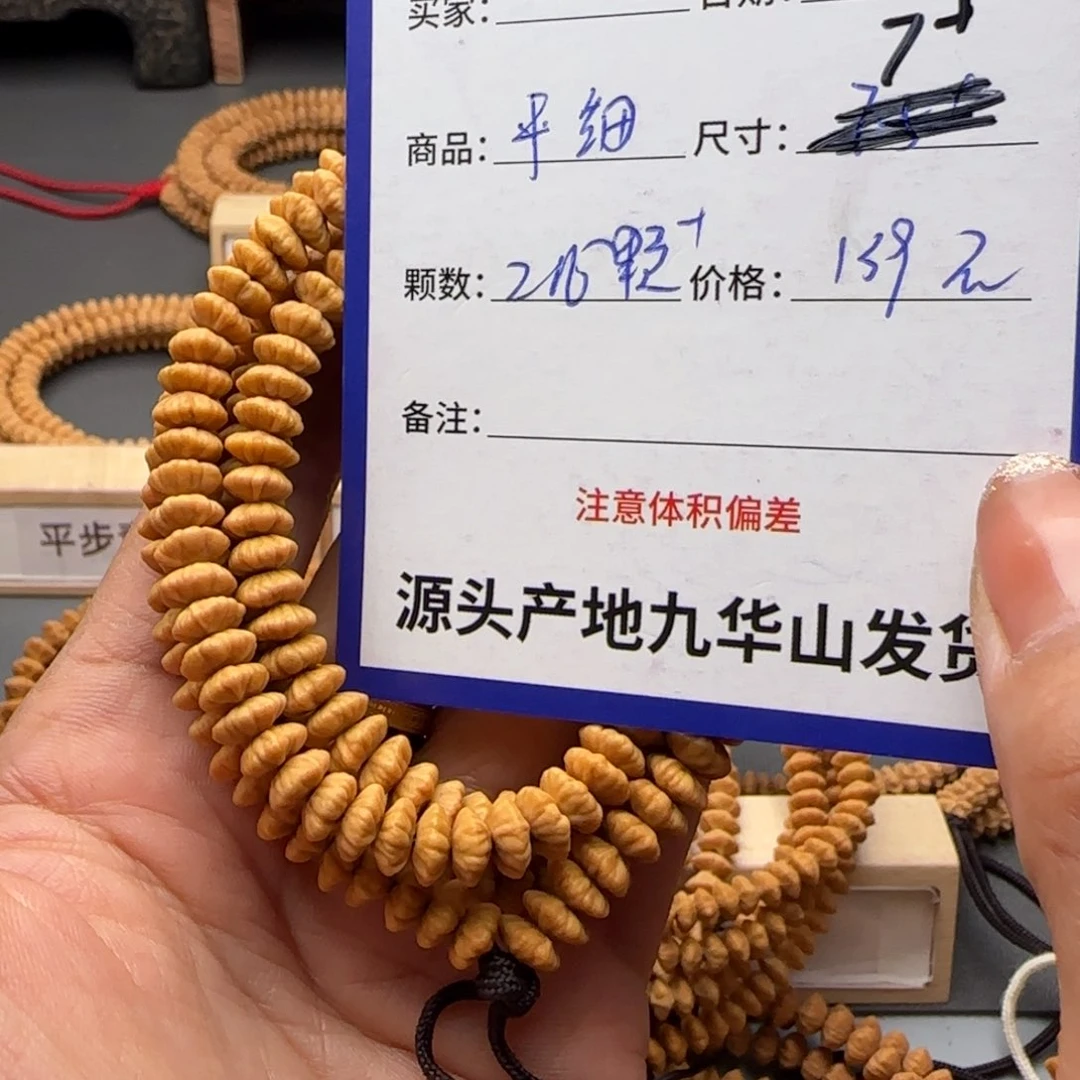 买家：
7+
商品：平细 尺寸：
颗数：216颗+ 价格：139元
备注：
注意体积偏差
源头产地九华山发货
平步